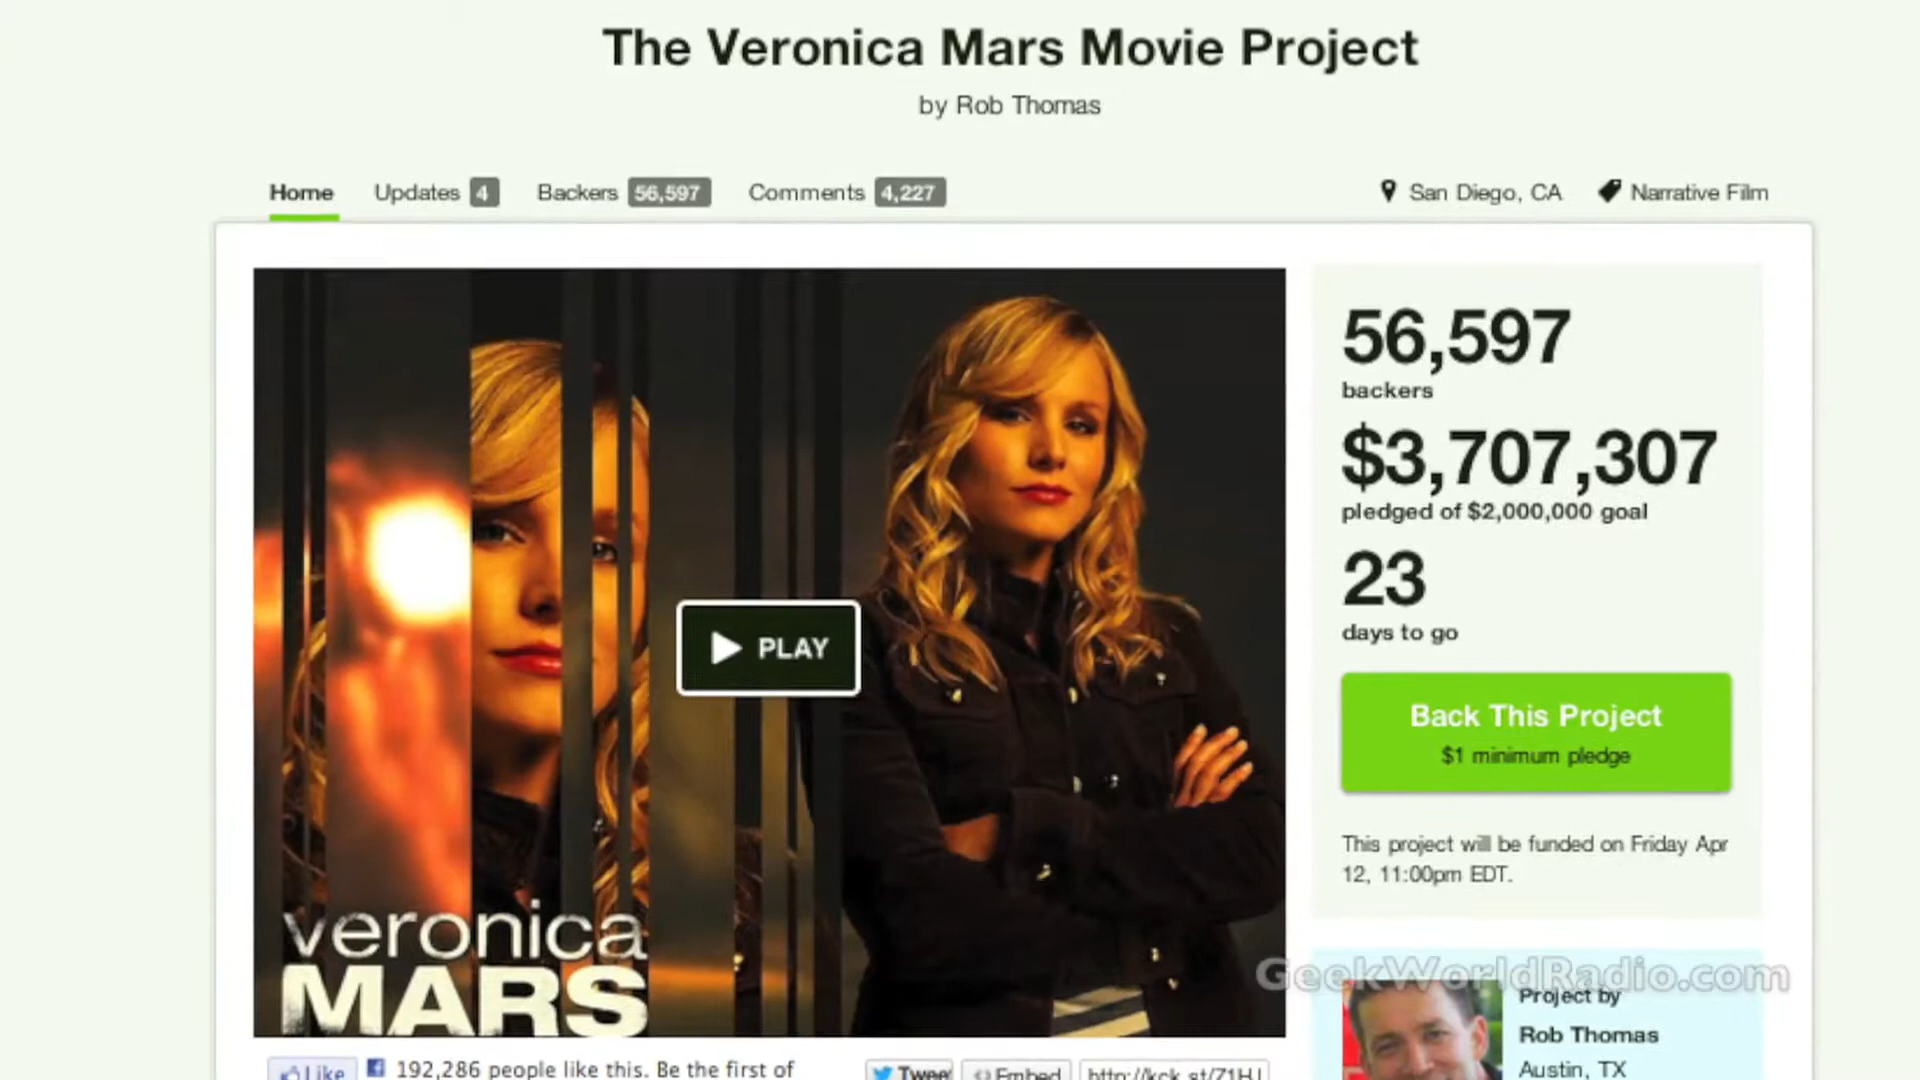 The Veronica Mars Movie Project
by Rob Thomas
Home Updates 4 Backers 56,597 Comments 4,227 San Diego, CA Narrative Film
56,597
backers
$3,707,307
pledged of $2,000,000 goal
23
days to go
PLAY
Back This Project
$1 minimum pledge
This project will be funded on Friday Apr
12, 11:00pm EDT.
veronica
MARS
GeekWorldRadio.com
Project by
Rob Thomas
Austin, TX
Like 192,286 people like this. Be the first of Tweet Embed